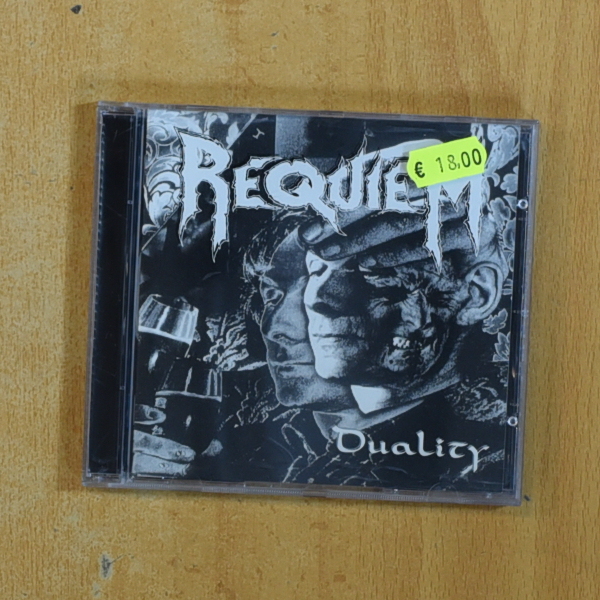 REQUIEM
€ 18.00
Duality